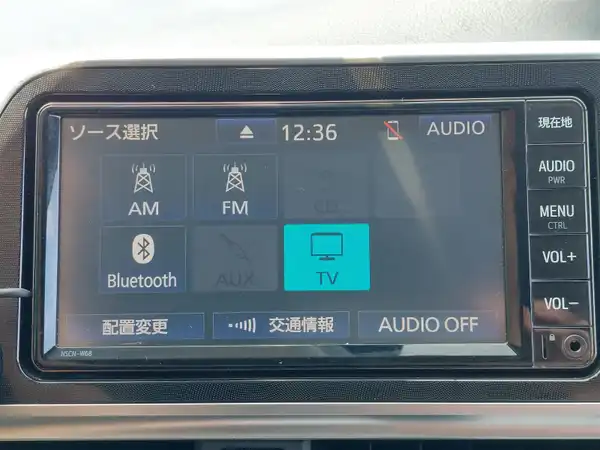 ソース選択
12:36
AUDIO
AM
FM
CD
Bluetooth
AUX
TV
配置変更
交通情報
AUDIO OFF
現在地
AUDIO
PWR
MENU
CTRL
VOL+
VOL−
NSCN-W68